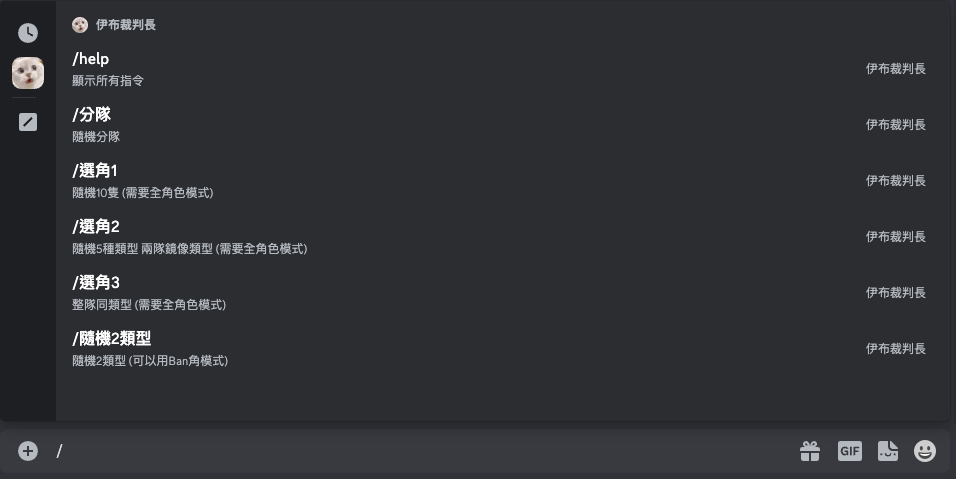 伊布裁判長
/help
顯示所有指令
伊布裁判長
/分隊
隨機分隊
伊布裁判長
/選角1
隨機10隻 (需要全角色模式)
伊布裁判長
/選角2
隨機5種類型 兩隊鏡像類型 (需要全角色模式)
伊布裁判長
/選角3
整隊同類型 (需要全角色模式)
伊布裁判長
/隨機2類型
隨機2類型 (可以用Ban角模式)
伊布裁判長
/
GIF